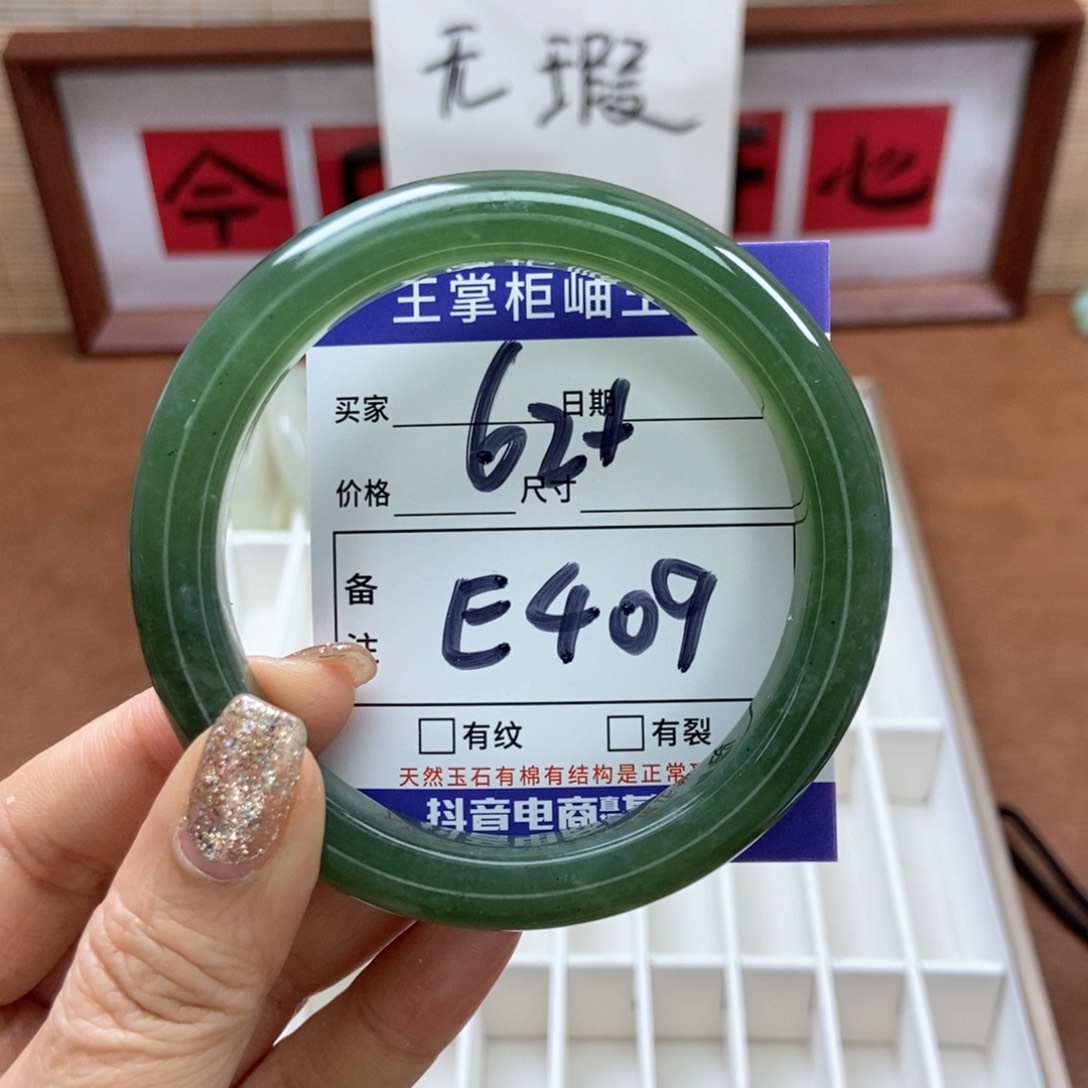 无瑕
今 开心
王掌柜岫玉
买家 日期
62+
价格 尺寸
备注
E409
有纹 有裂
天然玉石有棉有结构是正常
抖音电商真